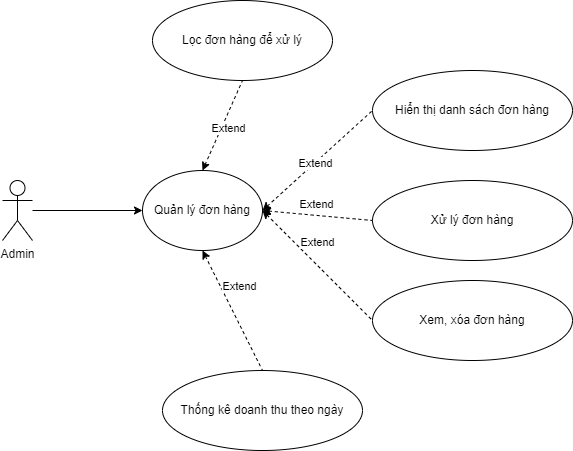 Lọc đơn hàng để xử lý
Extend
Hiển thị danh sách đơn hàng
Extend
Quản lý đơn hàng
Extend
Xử lý đơn hàng
Extend
Admin
Extend
Xem, xóa đơn hàng
Thống kê doanh thu theo ngày